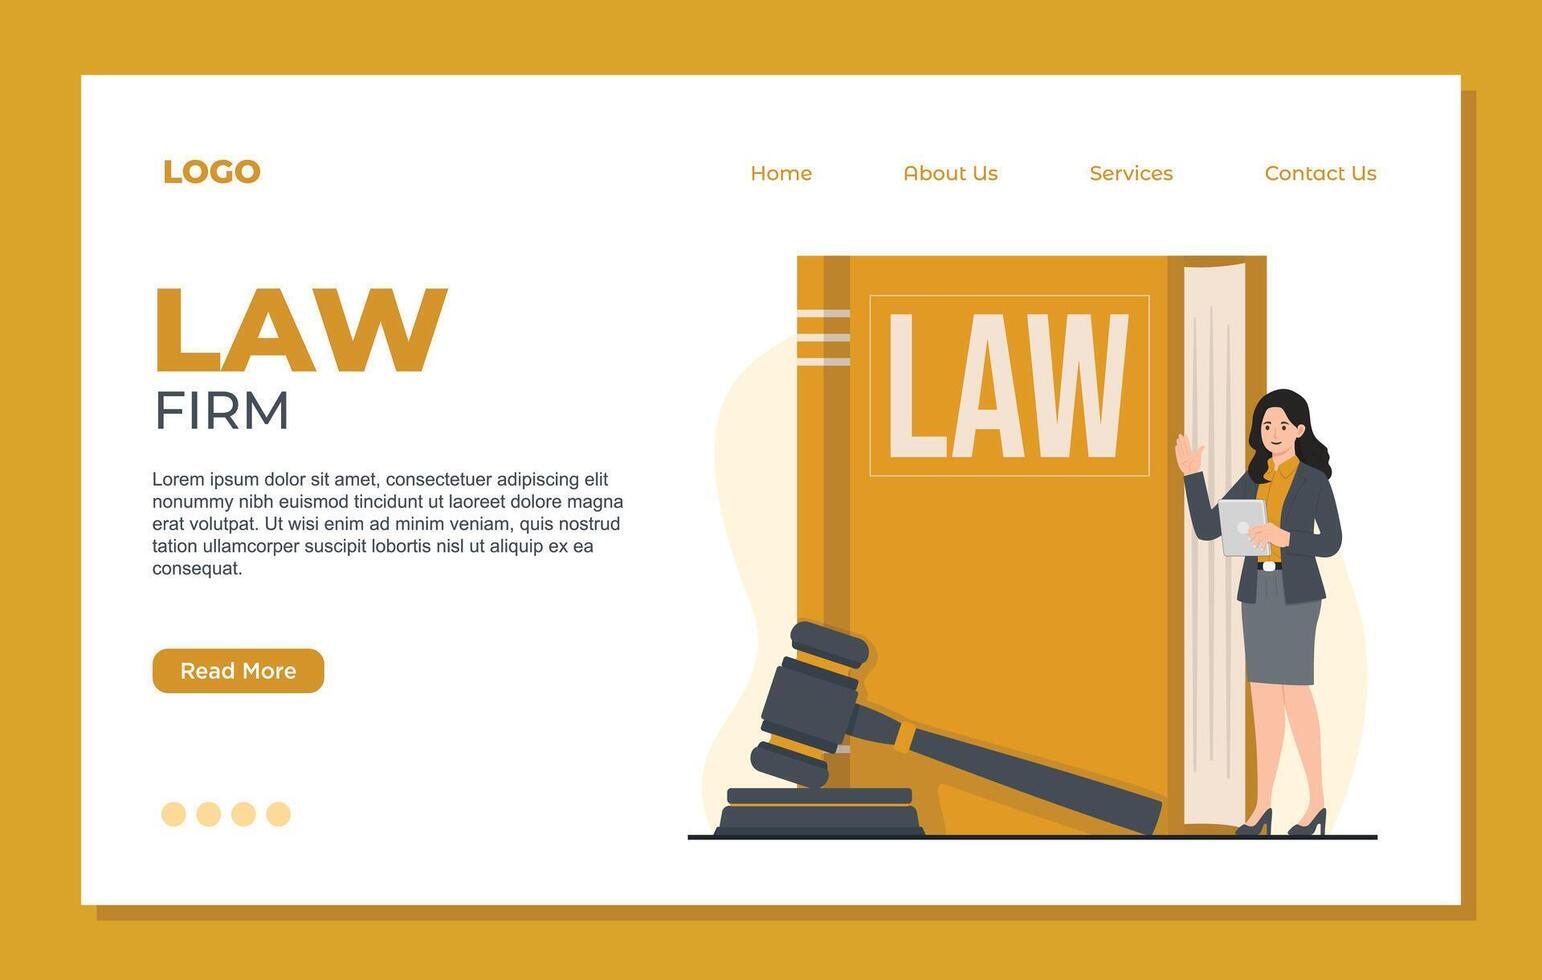 LOGO
Home
About Us
Services
Contact Us
LAW
FIRM
Lorem ipsum dolor sit amet, consectetuer adipiscing elit
nonummy nibh euismod tincidunt ut laoreet dolore magna
erat volutpat. Ut wisi enim ad minim veniam, quis nostrud
tation ullamcorper suscipit lobortis nisl ut aliquip ex ea
consequat.
Read More
LAW